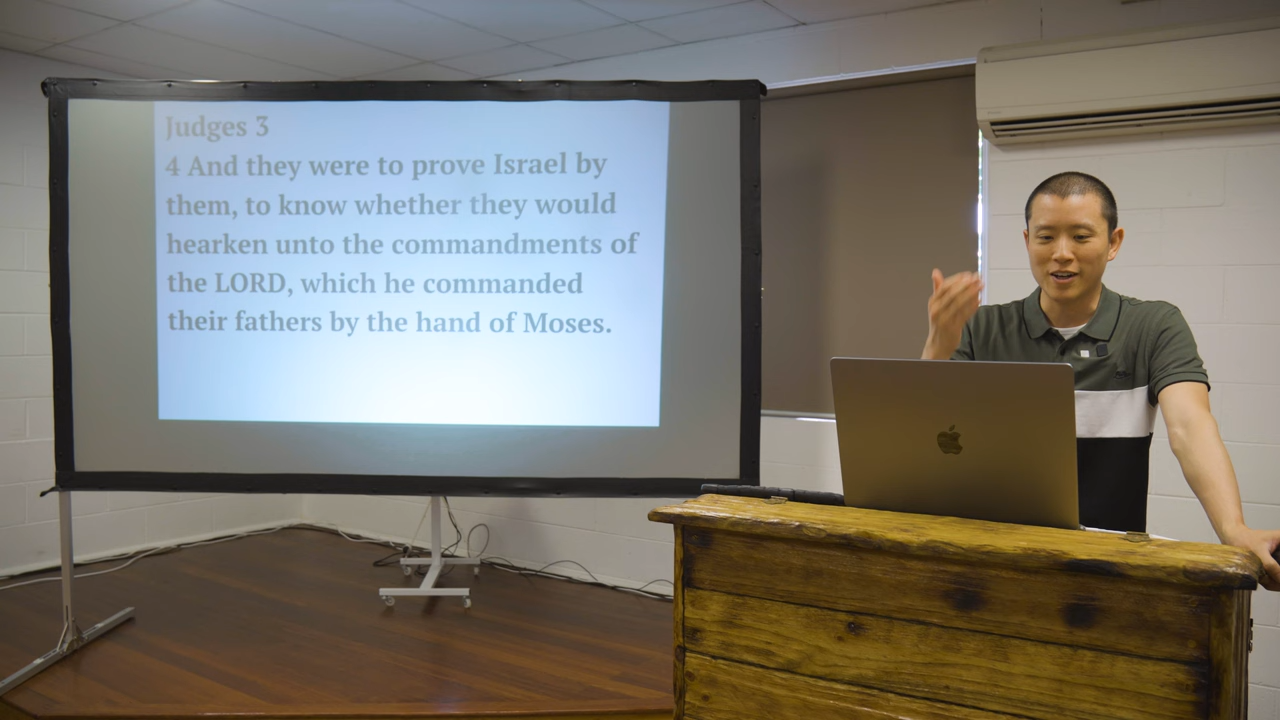 Judges 3
4 And they were to prove Israel by
them, to know whether they would
hearken unto the commandments of
the LORD, which he commanded
their fathers by the hand of Moses.